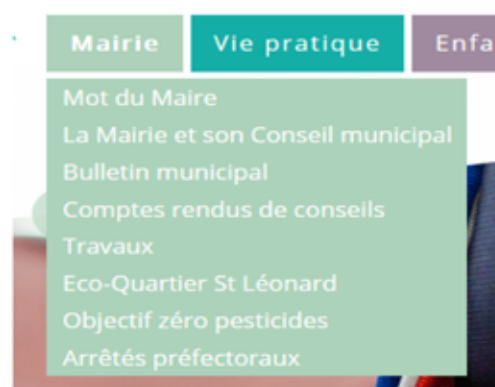 Mairie Vie pratique Enfa
Mot du Maire
La Mairie et son Conseil municipal
Bulletin municipal
Comptes rendus de conseils
Travaux
Eco-Quartier St Léonard
Objectif zéro pesticides
Arrêtés préfectoraux